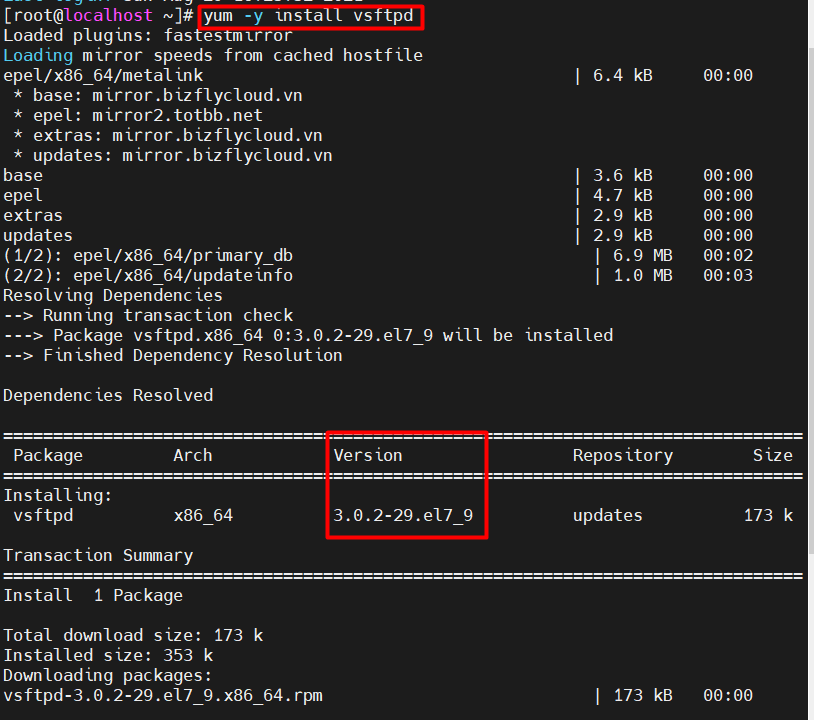 [root@localhost ~]# yum -y install vsftpd
Loaded plugins: fastestmirror
Loading mirror speeds from cached hostfile
epel/x86_64/metalink | 6.4 kB 00:00
* base: mirror.bizflycloud.vn
* epel: mirror2.totbb.net
* extras: mirror.bizflycloud.vn
* updates: mirror.bizflycloud.vn
base | 3.6 kB 00:00
epel | 4.7 kB 00:00
extras | 2.9 kB 00:00
updates | 2.9 kB 00:00
(1/2): epel/x86_64/primary_db | 6.9 MB 00:02
(2/2): epel/x86_64/updateinfo | 1.0 MB 00:03
Resolving Dependencies
--> Running transaction check
---> Package vsftpd.x86_64 0:3.0.2-29.el7_9 will be installed
--> Finished Dependency Resolution
Dependencies Resolved
================================================================================
Package Arch Version Repository Size
================================================================================
Installing:
vsftpd x86_64 3.0.2-29.el7_9 updates 173 k
Transaction Summary
================================================================================
Install 1 Package
Total download size: 173 k
Installed size: 353 k
Downloading packages:
vsftpd-3.0.2-29.el7_9.x86_64.rpm | 173 kB 00:00